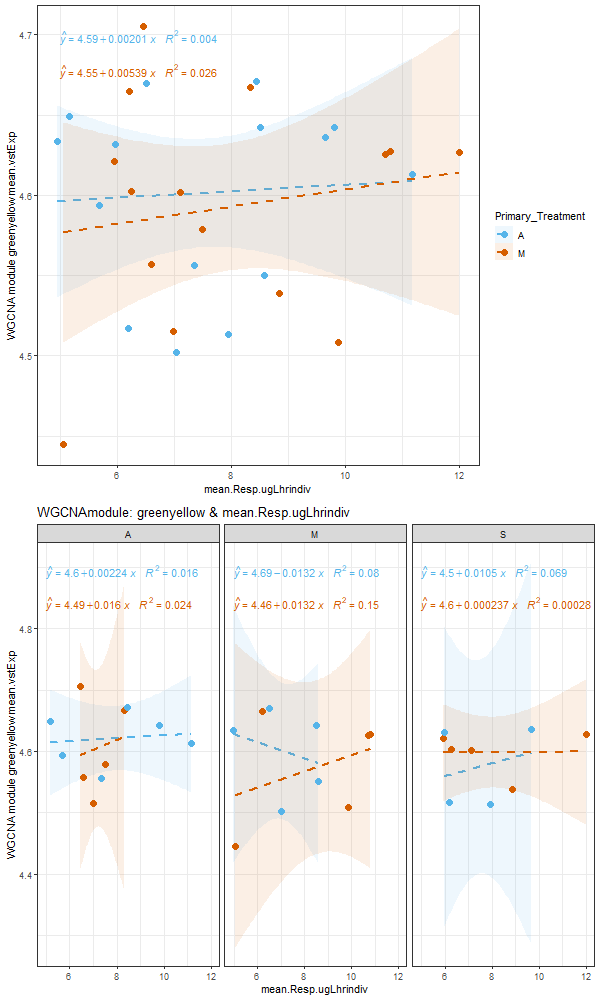 4.7
4.6
4.5
WGCNA module greenyellow mean.vstExp
ŷ = 4.59 + 0.00201 x R² = 0.004
ŷ = 4.55 + 0.00539 x R² = 0.026
6 8 10 12
mean.Resp.ugLhrindiv
Primary_Treatment
A
M
WGCNAmodule: greenyellow & mean.Resp.ugLhrindiv
A M S
ŷ = 4.6 + 0.00224 x R² = 0.016
ŷ = 4.49 + 0.016 x R² = 0.024
ŷ = 4.69 − 0.0132 x R² = 0.08
ŷ = 4.46 + 0.0132 x R² = 0.15
ŷ = 4.5 + 0.0105 x R² = 0.069
ŷ = 4.6 + 0.000237 x R² = 0.00028
4.8
4.6
4.4
WGCNA module greenyellow mean.vstExp
6 8 10 12 6 8 10 12 6 8 10 12
mean.Resp.ugLhrindiv